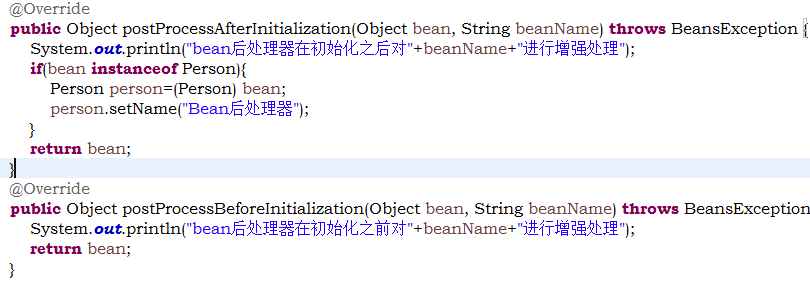 @Override
public Object postProcessAfterInitialization(Object bean, String beanName) throws BeansException {
System.out.println("bean后处理器在初始化之后对"+beanName+"进行增强处理");
if(bean instanceof Person){
Person person=(Person) bean;
person.setName("Bean后处理器");
}
return bean;
}
@Override
public Object postProcessBeforeInitialization(Object bean, String beanName) throws BeansException
System.out.println("bean后处理器在初始化之前对"+beanName+"进行增强处理");
return bean;
}